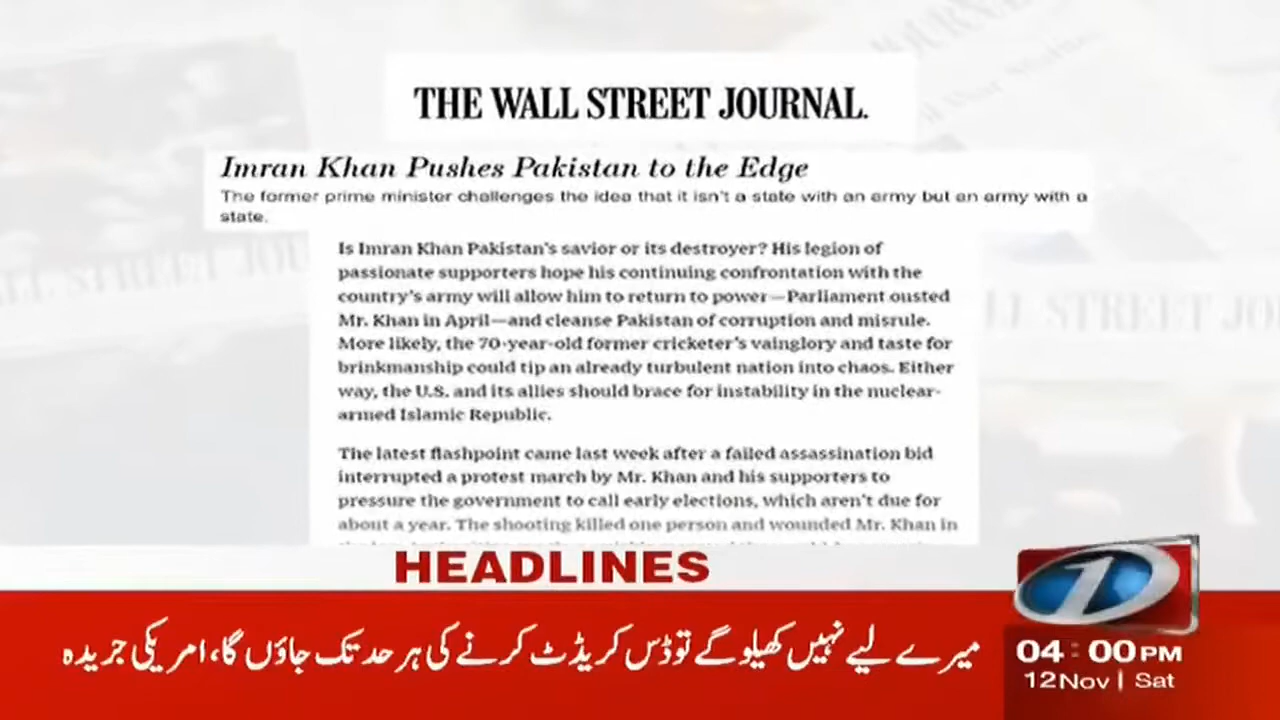 THE WALL STREET JOURNAL.
Imran Khan Pushes Pakistan to the Edge
The former prime minister challenges the idea that it isn't a state with an army but an army with a
state.
Is Imran Khan Pakistan's savior or its destroyer? His legion of
passionate supporters hope his continuing confrontation with the
country's army will allow him to return to power—Parliament ousted
Mr. Khan in April—and cleanse Pakistan of corruption and misrule.
More likely, the 70-year-old former cricketer's vainglory and taste for
brinkmanship could tip an already turbulent nation into chaos. Either
way, the U.S. and its allies should brace for instability in the nuclear-
armed Islamic Republic.
The latest flashpoint came last week after a failed assassination bid
interrupted a protest march by Mr. Khan and his supporters to
pressure the government to call early elections, which aren't due for
about a year. The shooting killed one person and wounded Mr. Khan in
HEADLINES
میرے لیے نہیں کھیلو گے تو ڈس کریڈٹ کرنے کی ہر حد تک جاؤں گا، امریکی جریدہ
1
04:00PM
12Nov | Sat